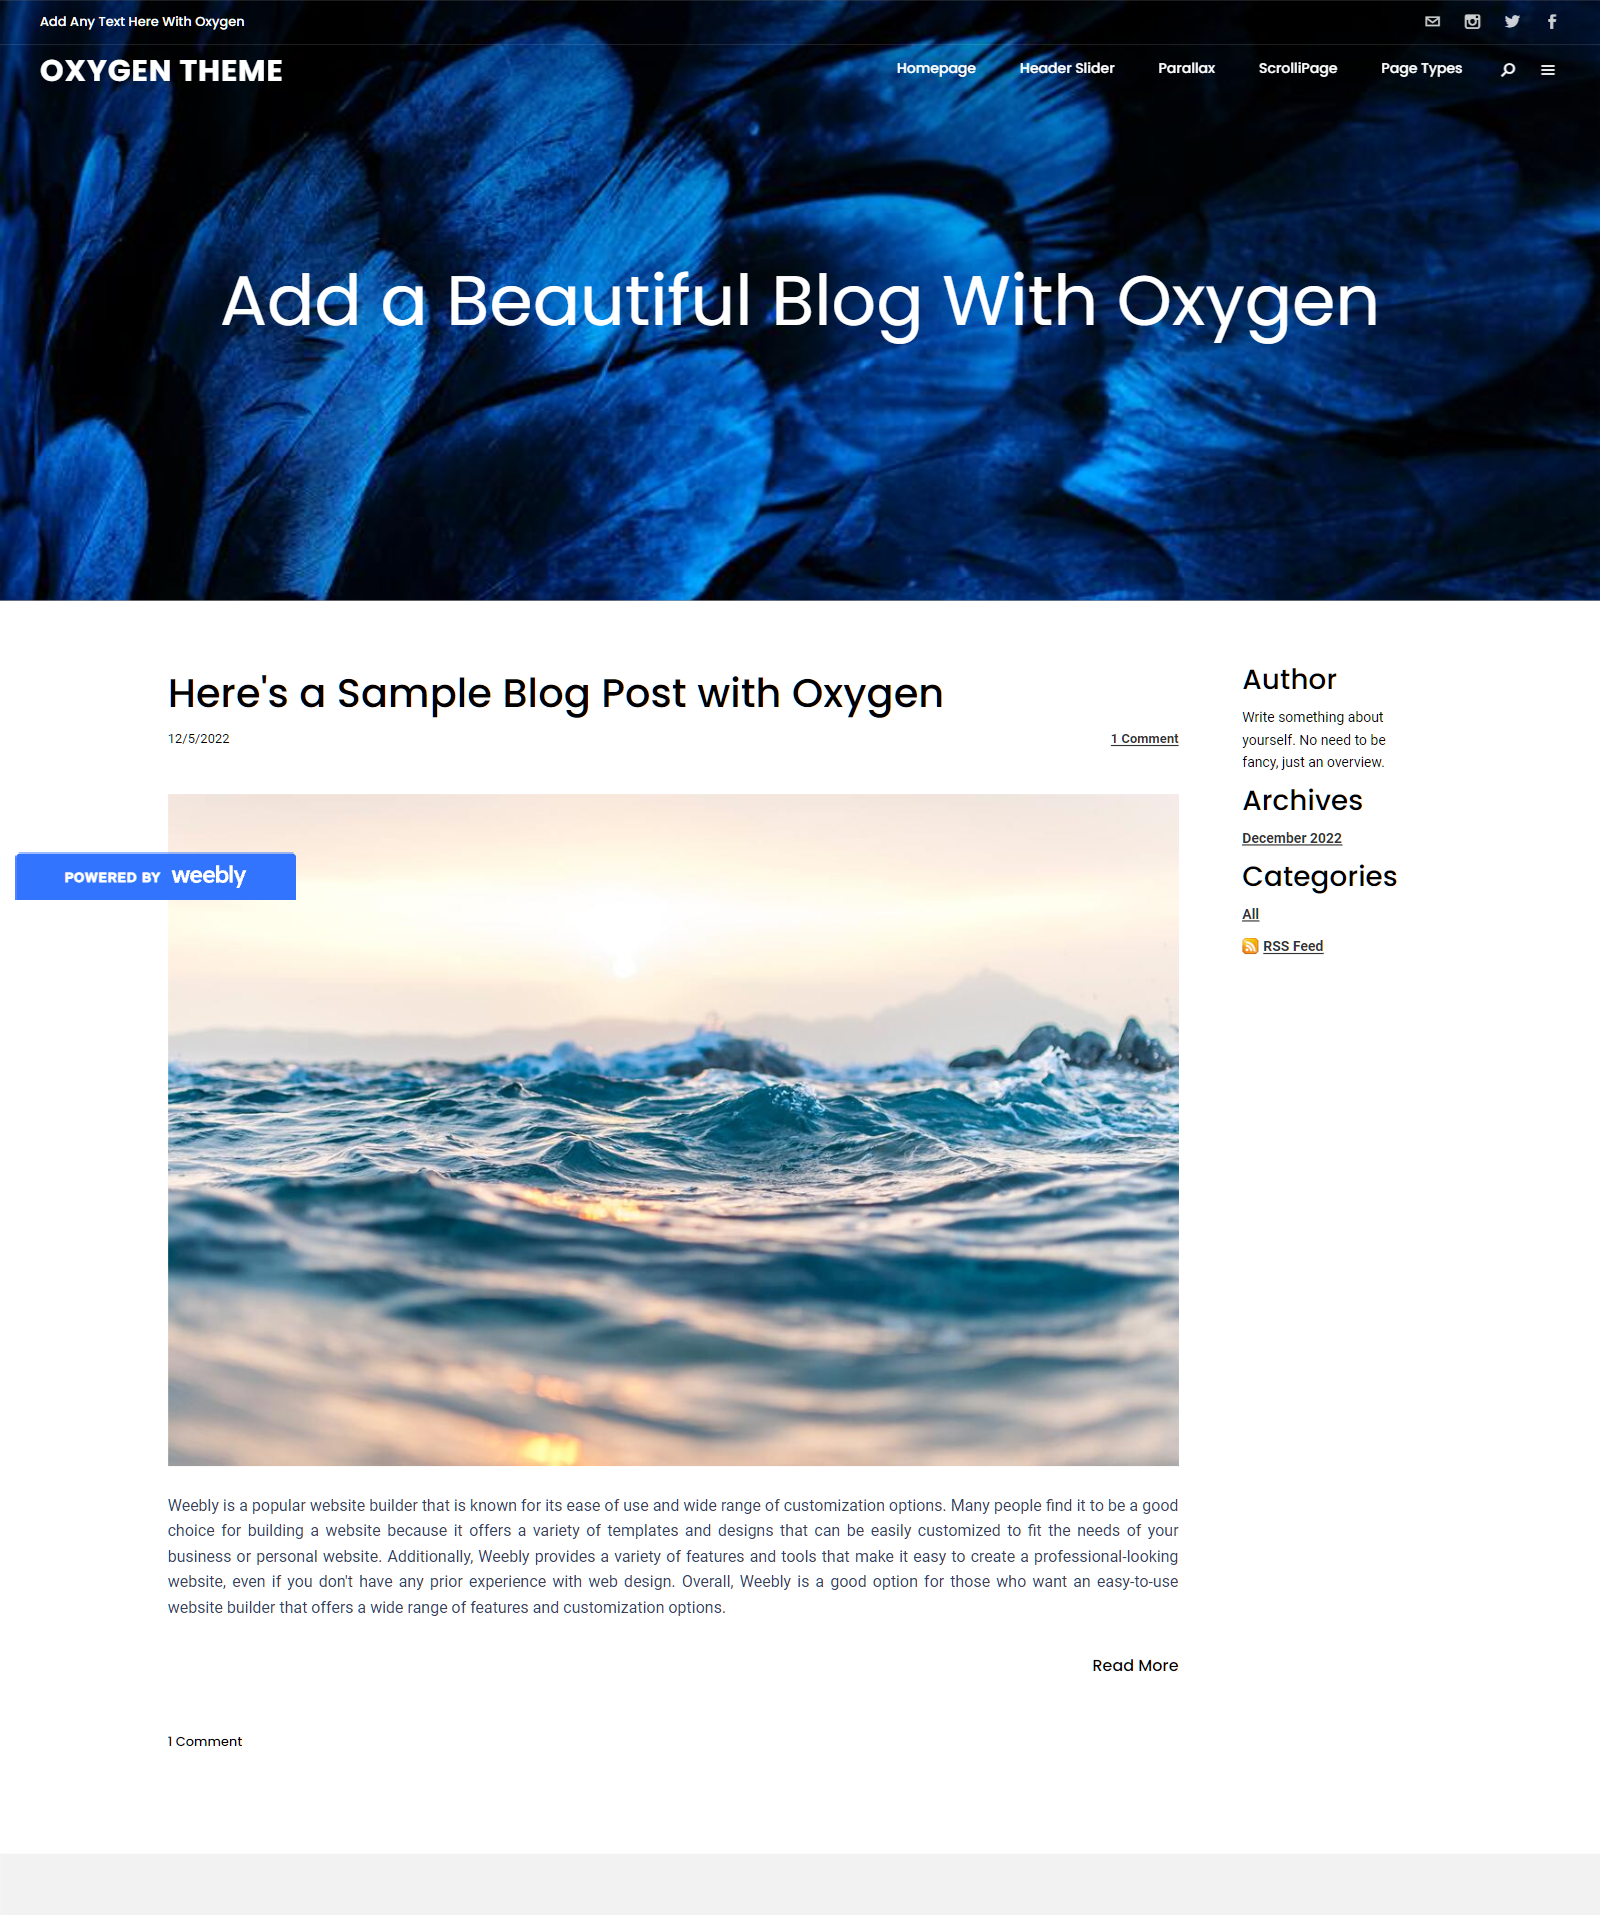 Add Any Text Here With Oxygen
OXYGEN THEME
Homepage Header Slider Parallax ScrolliPage Page Types
Add a Beautiful Blog With Oxygen
Here's a Sample Blog Post with Oxygen
12/5/2022
1 Comment
POWERED BY weebly
Weebly is a popular website builder that is known for its ease of use and wide range of customization options. Many people find it to be a good
choice for building a website because it offers a variety of templates and designs that can be easily customized to fit the needs of your
business or personal website. Additionally, Weebly provides a variety of features and tools that make it easy to create a professional-looking
website, even if you don't have any prior experience with web design. Overall, Weebly is a good option for those who want an easy-to-use
website builder that offers a wide range of features and customization options.
Read More
1 Comment
Author
Write something about
yourself. No need to be
fancy, just an overview.
Archives
December 2022
Categories
All
RSS Feed